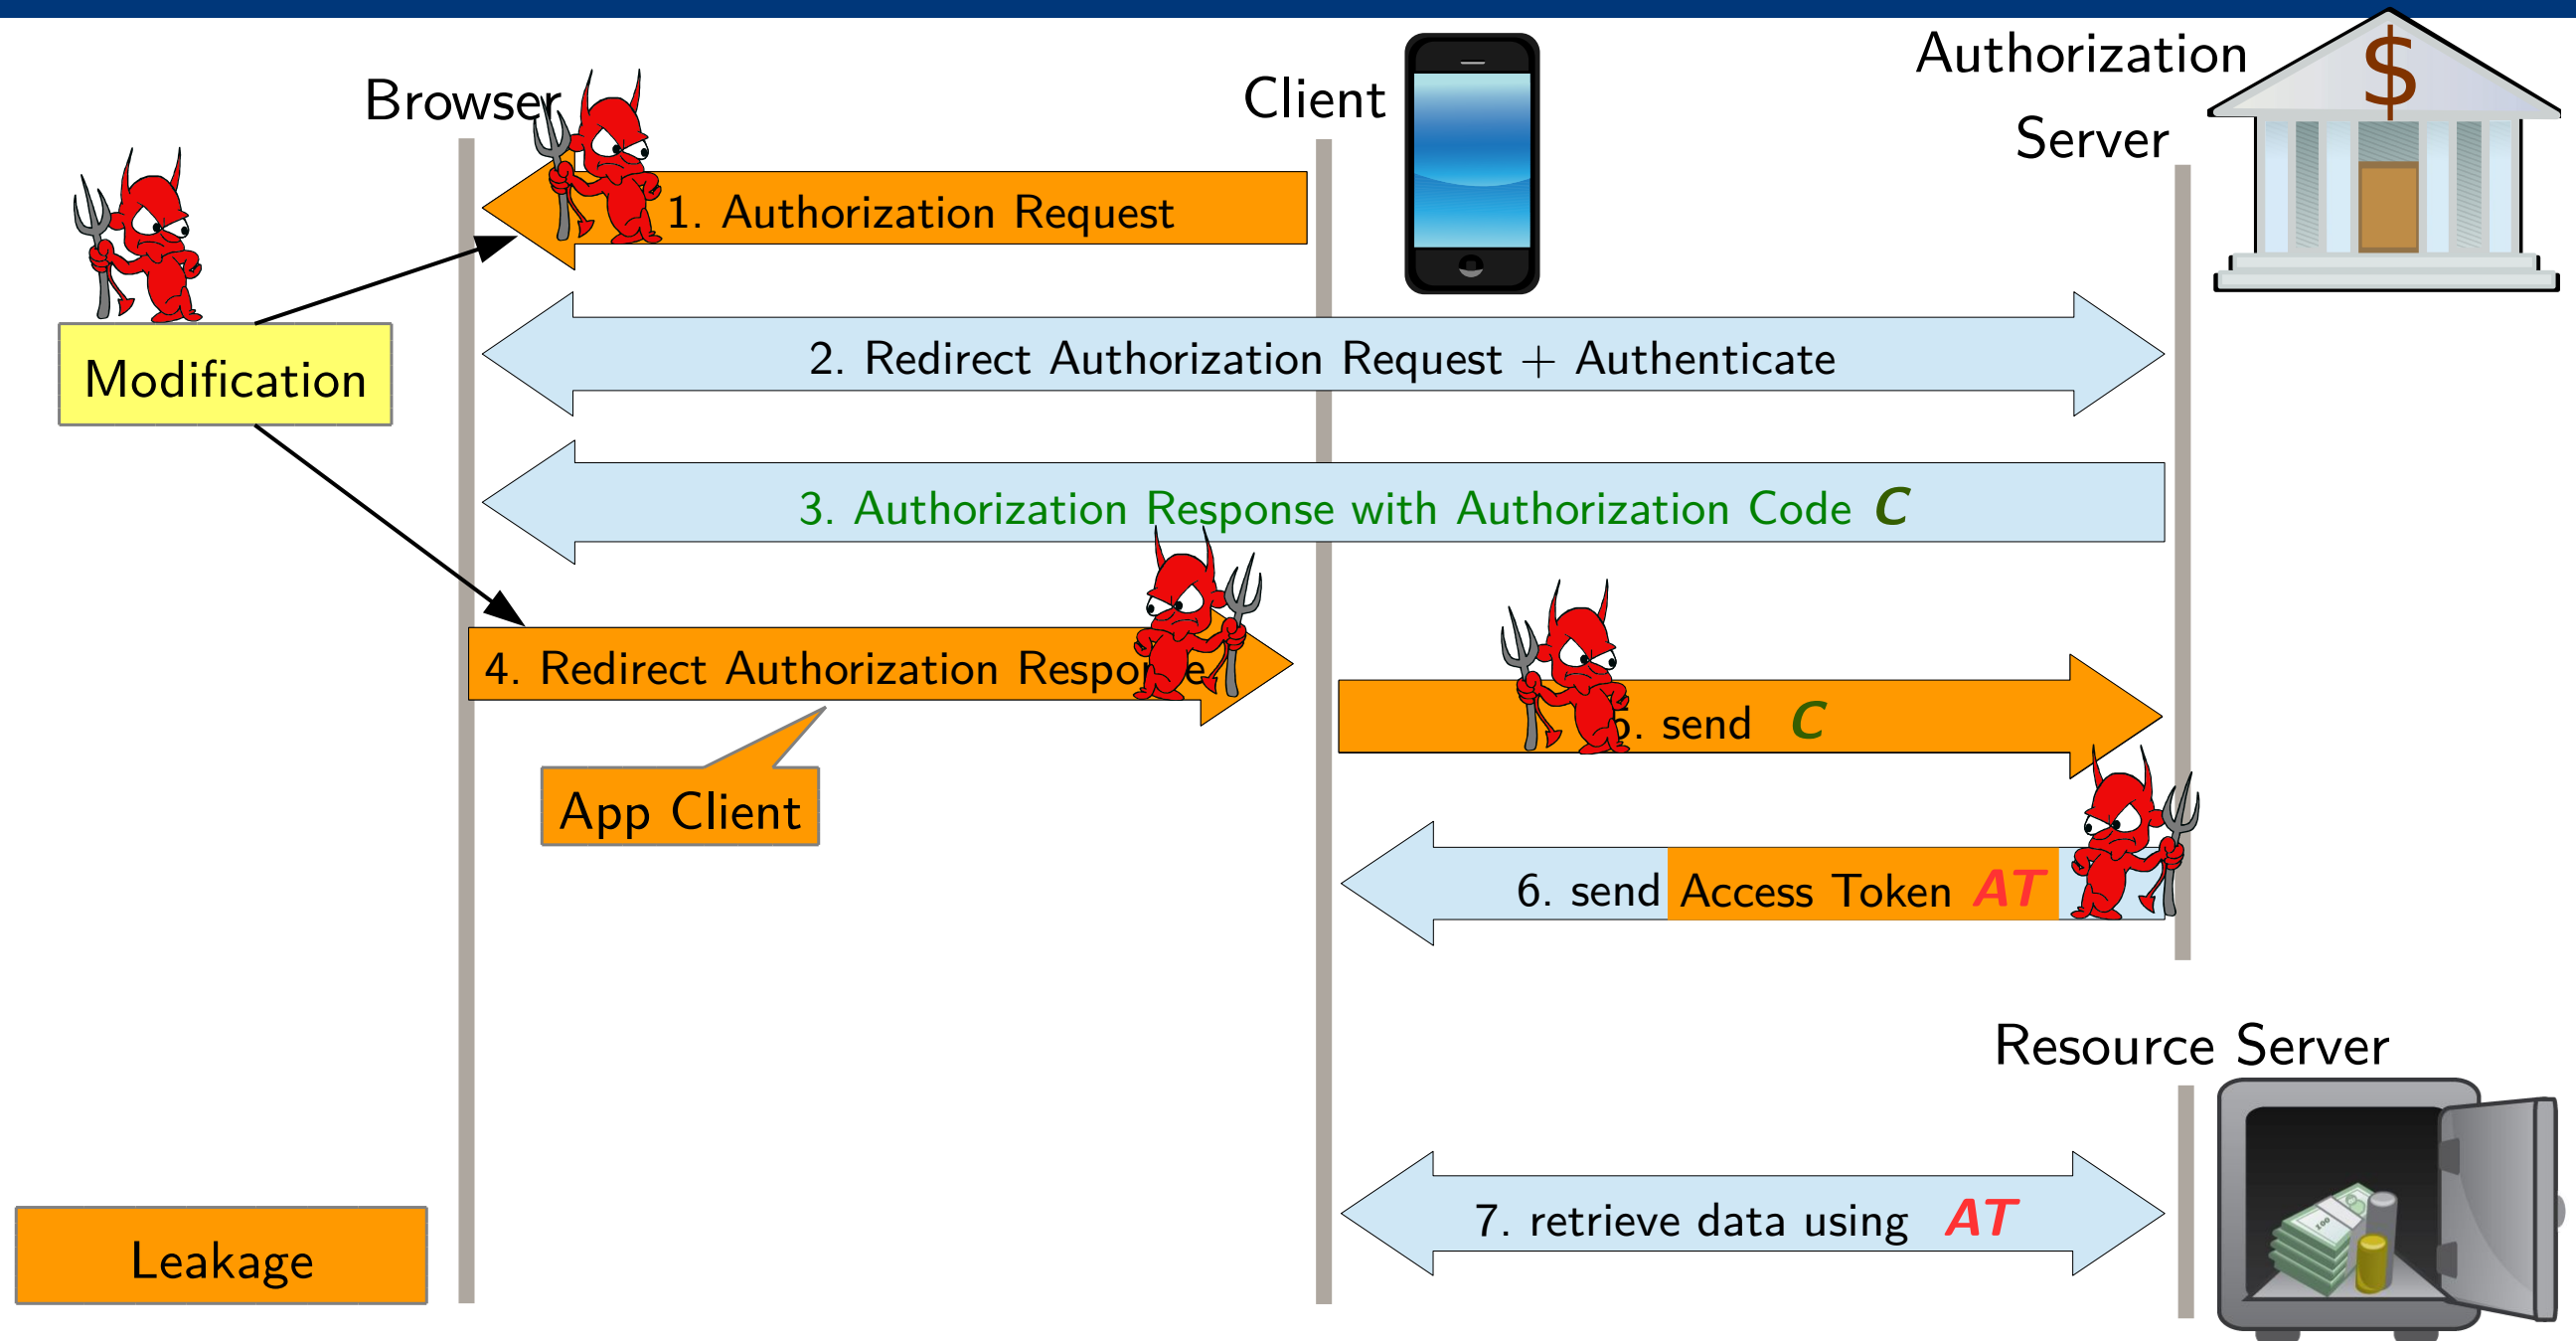 Browser
Client
Authorization
Server
$
1. Authorization Request
Modification
2. Redirect Authorization Request + Authenticate
3. Authorization Response with Authorization Code C
4. Redirect Authorization
send C
App Client
6. send Access Token AT
Resource Server
7. retrieve data using AT
100
Leakage